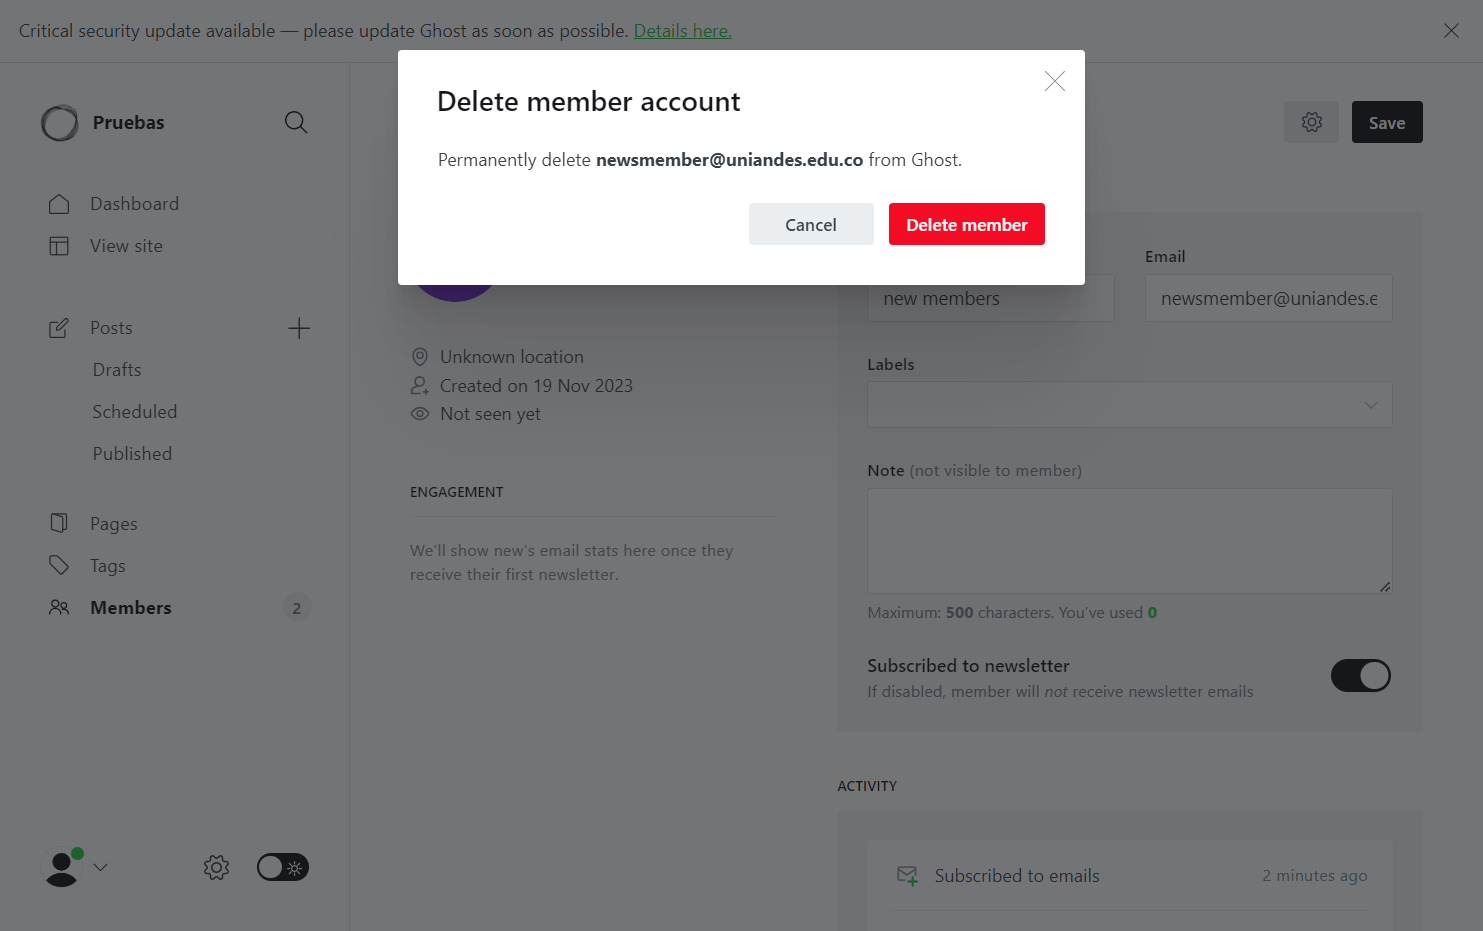 Critical security update available — please update Ghost as soon as possible. Details here.
Pruebas
Dashboard
View site
Posts
Drafts
Scheduled
Published
Pages
Tags
Members 2
Delete member account
Permanently delete newsmember@uniandes.edu.co from Ghost.
Cancel
Delete member
Save
Unknown location
Created on 19 Nov 2023
Not seen yet
ENGAGEMENT
We'll show new's email stats here once they
receive their first newsletter.
new members
Email
newsmember@uniandes.e
Labels
Note (not visible to member)
Maximum: 500 characters. You've used 0
Subscribed to newsletter
If disabled, member will not receive newsletter emails
ACTIVITY
Subscribed to emails 2 minutes ago